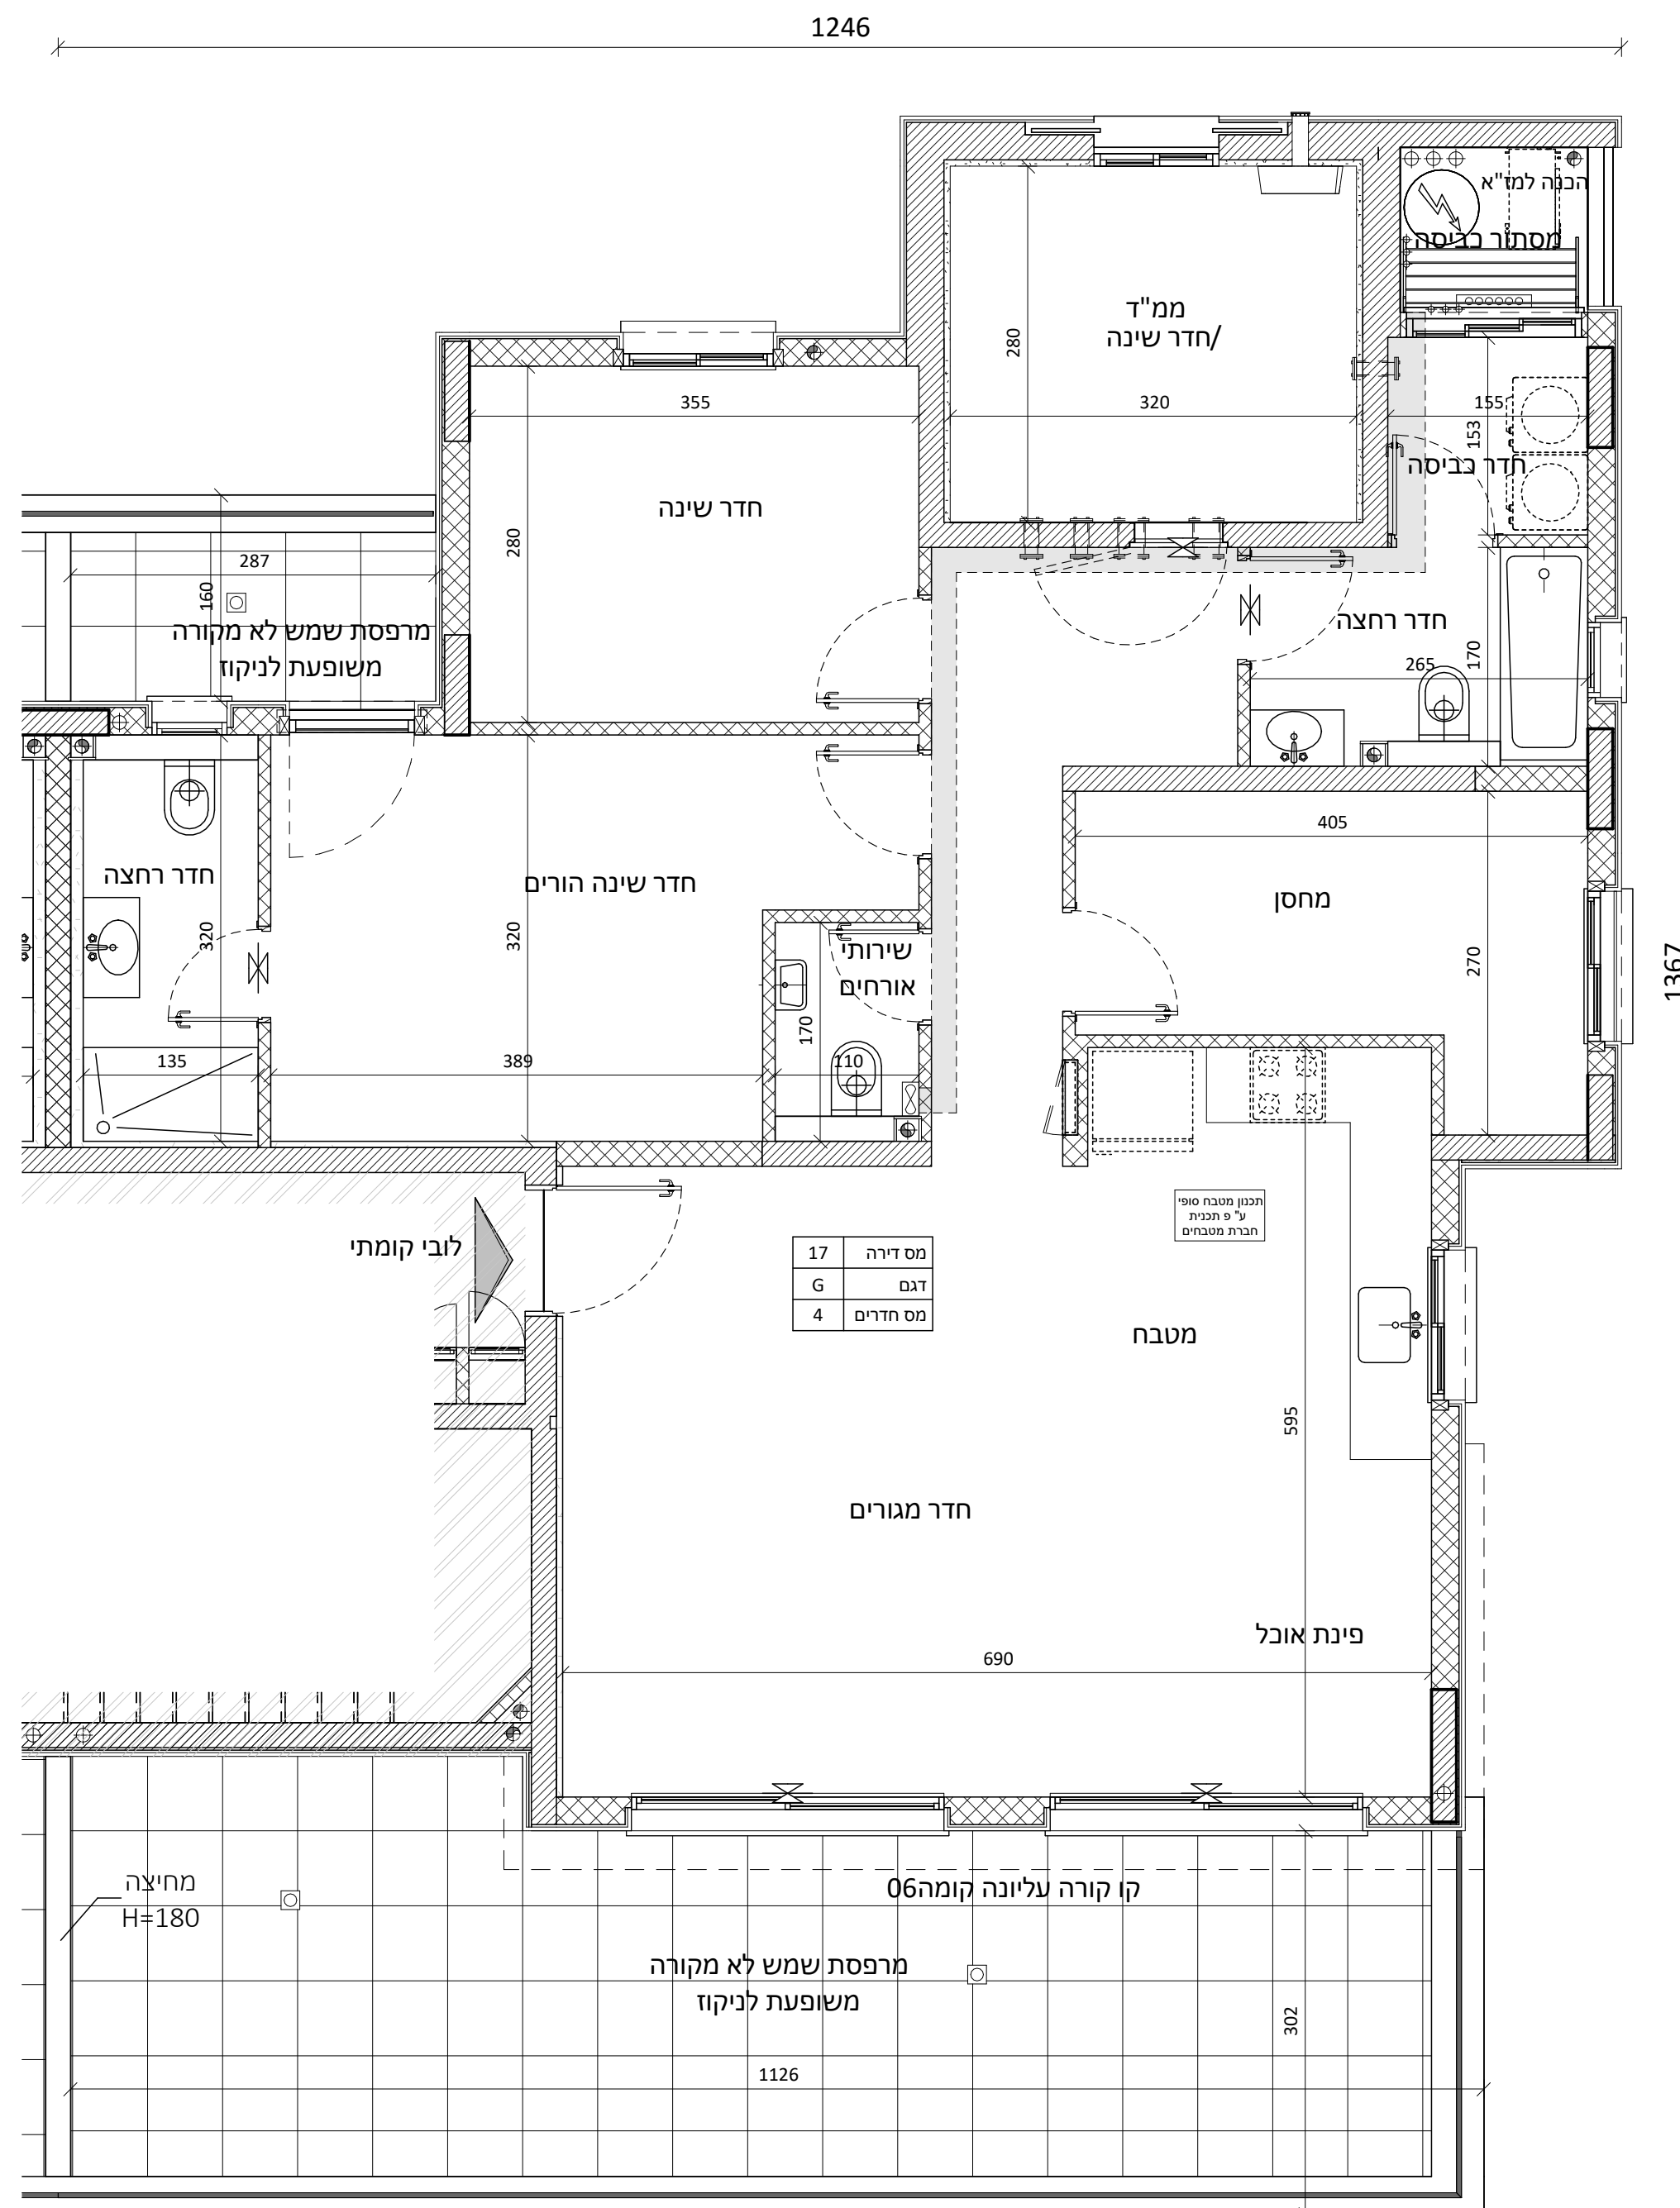 1246
הכנה למז"א
מסתור כביסה
ממ"ד
/חדר שינה
280
320
155
153
חדר כביסה
355
חדר שינה
280
287
160
מרפסת שמש לא מקורה
משופעת לניקוז
חדר רחצה
265
170
405
מחסן
270
1367
חדר רחצה
320
135
חדר שינה הורים
320
389
שירותי
אורחים
170
110
לובי קומתי
מס דירה 17
דגם G
מס חדרים 4
תכנון מטבח סופי
ע" פ תכנית
חברת מטבחים
מטבח
595
חדר מגורים
פינת אוכל
690
מחיצה
H=180
קו קורה עליונה קומה06
מרפסת שמש לא מקורה
משופעת לניקוז
302
1126